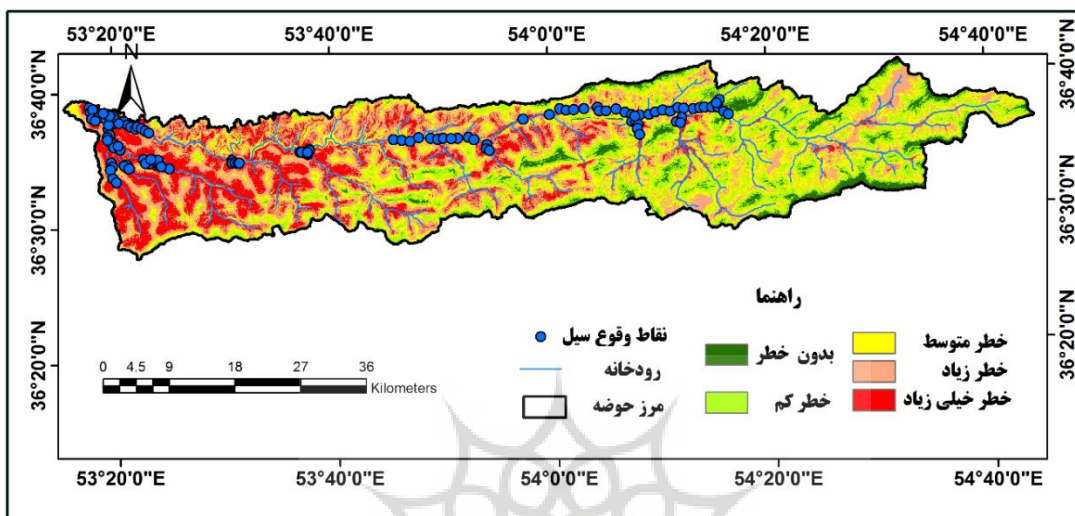 53°20'0"E 53°40'0"E 54°0'0"E 54°20'0"E 54°40'0"E
N
36°40'0"N 36°40'0"N
36°30'0"N 36°30'0"N
36°20'0"N 36°20'0"N
راهنما
نقاط وقوع سیل
رودخانه
مرز حوضه
بدون خطر
خطر کم
خطر متوسط
خطر زیاد
خطر خیلی زیاد
0 4.5 9 18 27 36
Kilometers
53°20'0"E 53°40'0"E 54°0'0"E 54°20'0"E 54°40'0"E